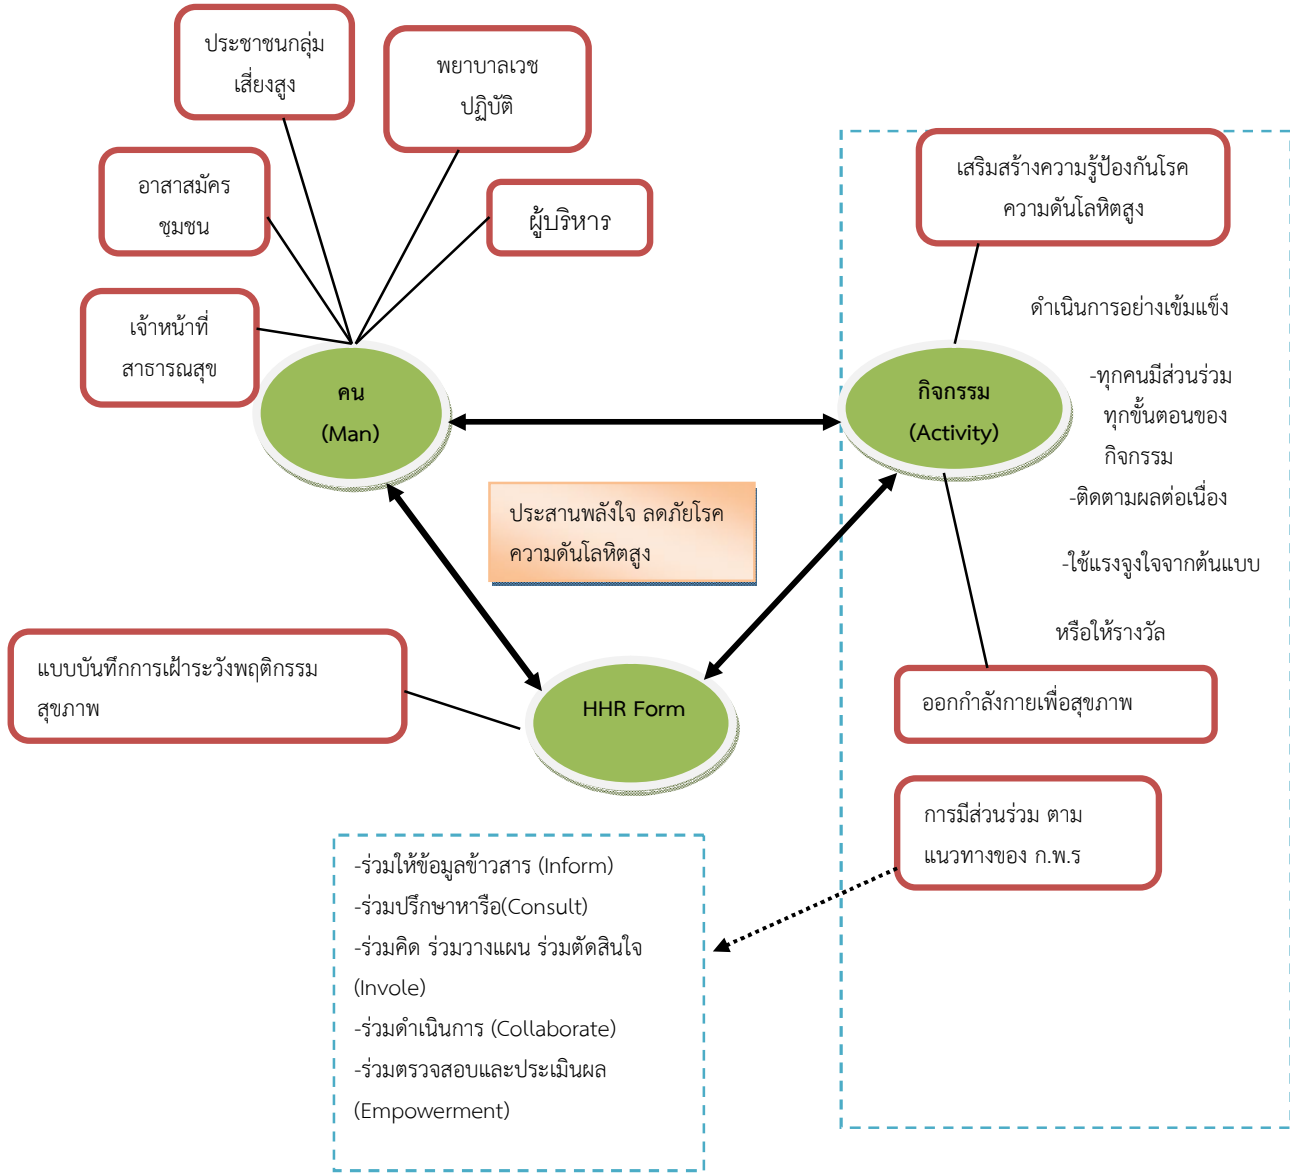 ประชาชนกลุ่ม
เสี่ยงสูง
พยาบาลเวช
ปฏิบัติ
อาสาสมัคร
ชุมชน
ผู้บริหาร
เจ้าหน้าที่
สาธารณสุข
คน
(Man)
เสริมสร้างความรู้ป้องกันโรค
ความดันโลหิตสูง
ดำเนินการอย่างเข้มแข็ง
-ทุกคนมีส่วนร่วม
ทุกขั้นตอนของ
กิจกรรม
-ติดตามผลต่อเนื่อง
-ใช้แรงจูงใจจากต้นแบบ
หรือให้รางวัล
กิจกรรม
(Activity)
ประสานพลังใจ ลดภัยโรค
ความดันโลหิตสูง
แบบบันทึกการเฝ้าระวังพฤติกรรม
สุขภาพ
HHR Form
ออกกำลังกายเพื่อสุขภาพ
การมีส่วนร่วม ตาม
แนวทางของ ก.พ.ร
-ร่วมให้ข้อมูลข้าวสาร (Inform)
-ร่วมปรึกษาหารือ(Consult)
-ร่วมคิด ร่วมวางแผน ร่วมตัดสินใจ
(Invole)
-ร่วมดำเนินการ (Collaborate)
-ร่วมตรวจสอบและประเมินผล
(Empowerment)